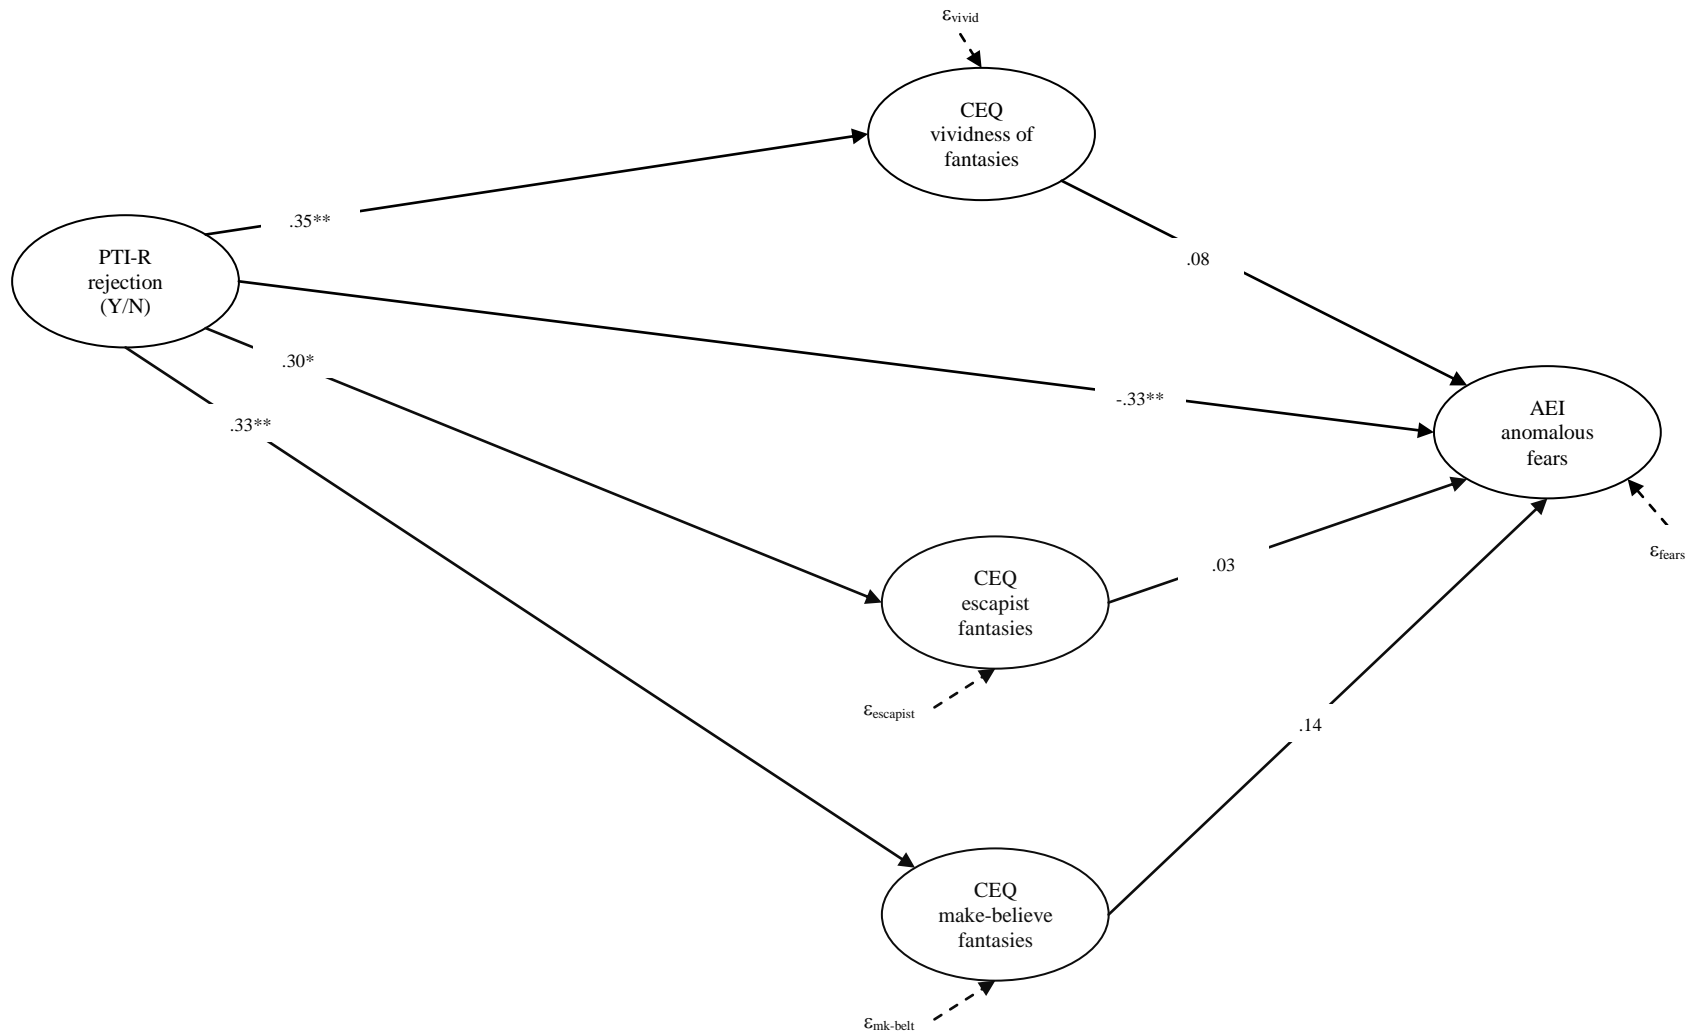 εvivid
CEQ
vividness of
fantasies
.35**
PTI-R
rejection
(Y/N)
.08
.30*
-.33**
.33**
AEI
anomalous
fears
εfears
CEQ
escapist
fantasies
.03
εescapist
.14
CEQ
make-believe
fantasies
εmk-belt